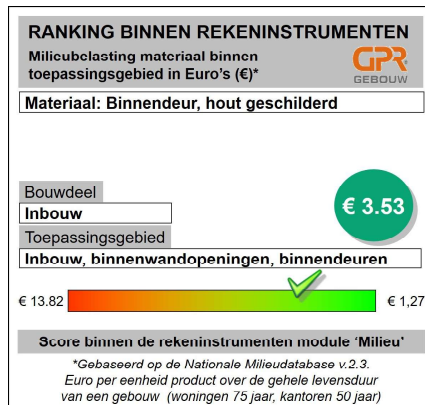 RANKING BINNEN REKENINSTRUMENTEN
Milieubelasting materiaal binnen
toepassingsgebied in Euro's (€)*
GPR
GEBOUW
Materiaal: Binnendeur, hout geschilderd
Bouwdeel
Inbouw
€ 3.53
Toepassingsgebied
Inbouw, binnenwandopeningen, binnendeuren
€ 13.82 € 1,27
Score binnen de rekeninstrumenten module 'Milieu'
*Gebaseerd op de Nationale Milieudatabase v.2.3.
Euro per eenheid product over de gehele levensduur
van een gebouw (woningen 75 jaar, kantoren 50 jaar)